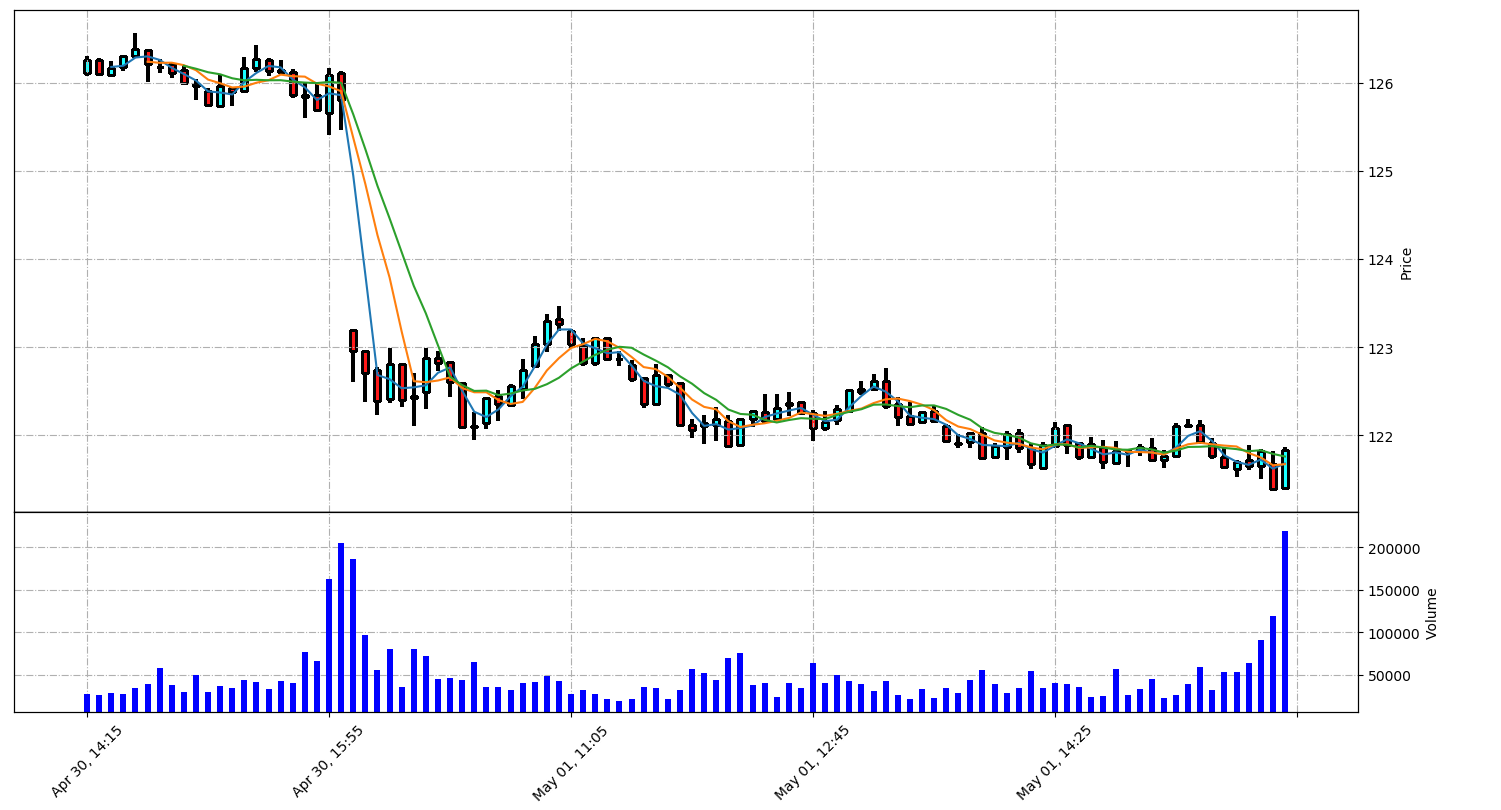 126
125
124
123
122
Price
200000
150000
100000
50000
Volume
Apr 30, 14:15
Apr 30, 15:55
May 01, 11:05
May 01, 12:45
May 01, 14:25